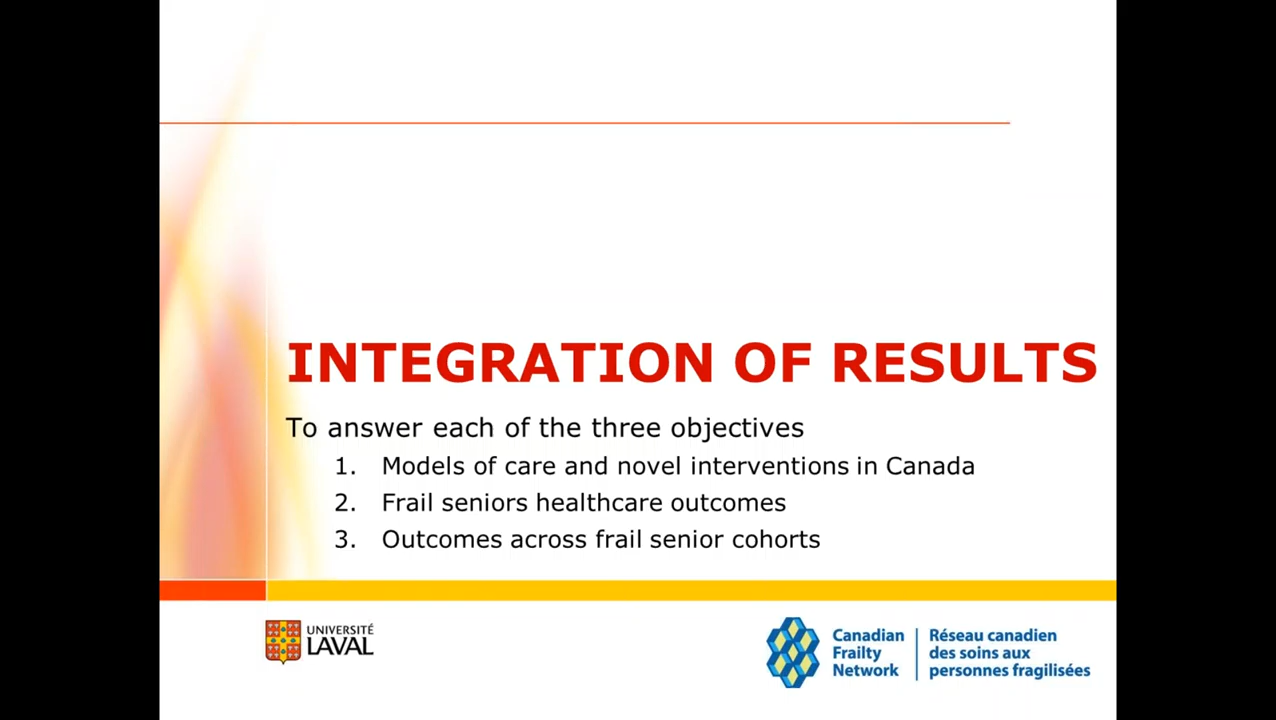 INTEGRATION OF RESULTS
To answer each of the three objectives
1. Models of care and novel interventions in Canada
2. Frail seniors healthcare outcomes
3. Outcomes across frail senior cohorts
UNIVERSITÉ
LAVAL
Canadian
Frailty
Network
Réseau canadien
des soins aux
personnes fragilisées